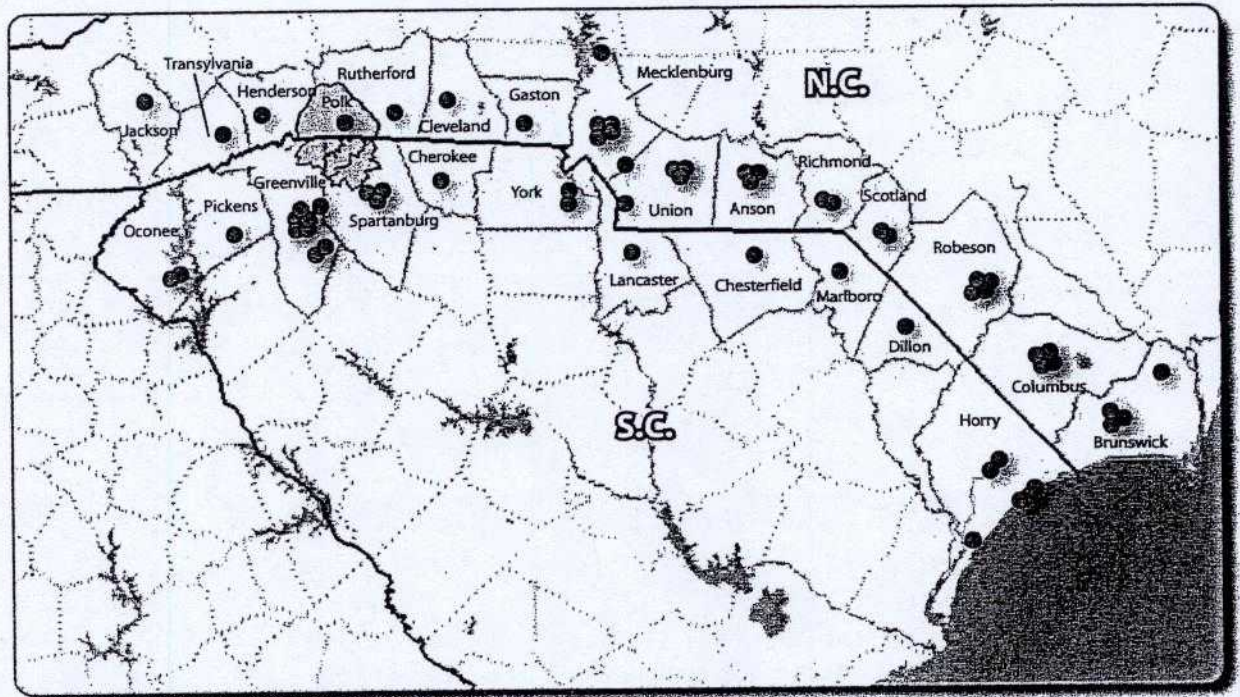 Transylvania
Rutherford
Mecklenburg
N.C.
Henderson
Polk
Gaston
Jackson
Cleveland
Cherokee
Richmond
Greenville
Scotland
Pickens
York
Oconee
Spartanburg
Union
Anson
Robeson
Lancaster
Chesterfield
Marlboro
Dillon
Columbus
S.C.
Horry
Brunswick